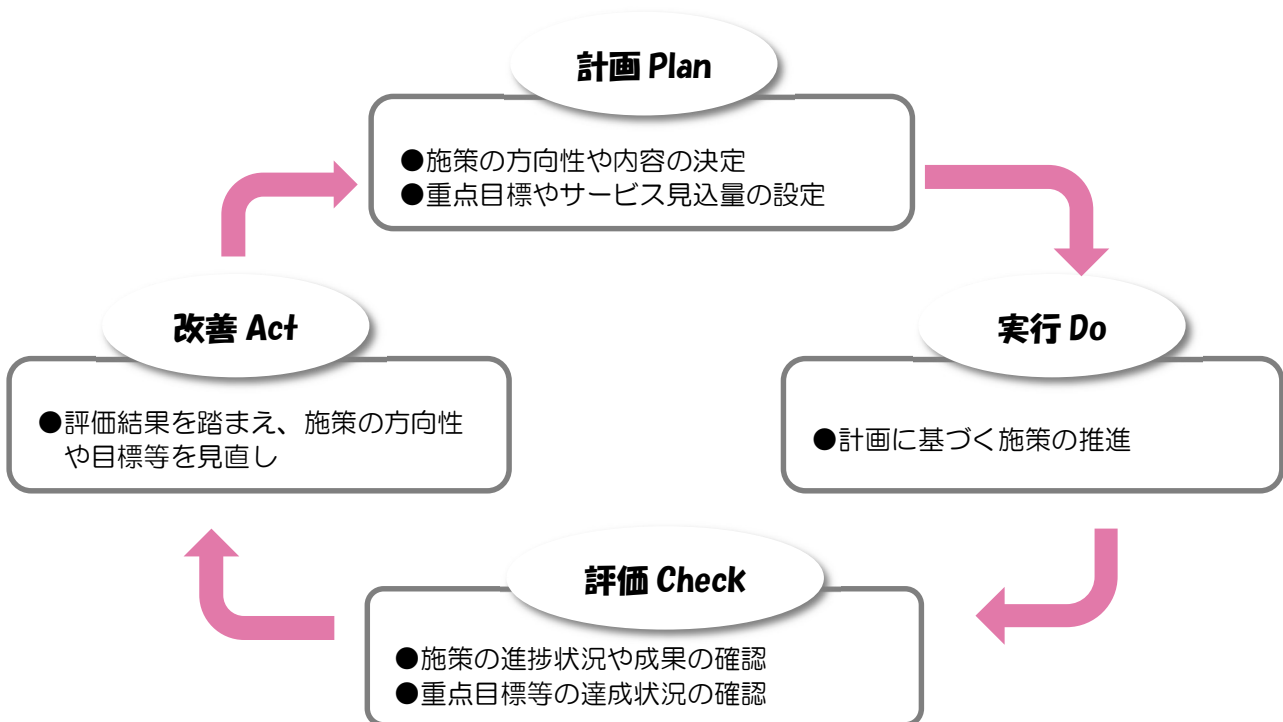 計画 Plan
●施策の方向性や内容の決定
●重点目標やサービス見込量の設定
改善 Act
●評価結果を踏まえ、施策の方向性
や目標等を見直し
実行 Do
●計画に基づく施策の推進
評価 Check
●施策の進捗状況や成果の確認
●重点目標等の達成状況の確認